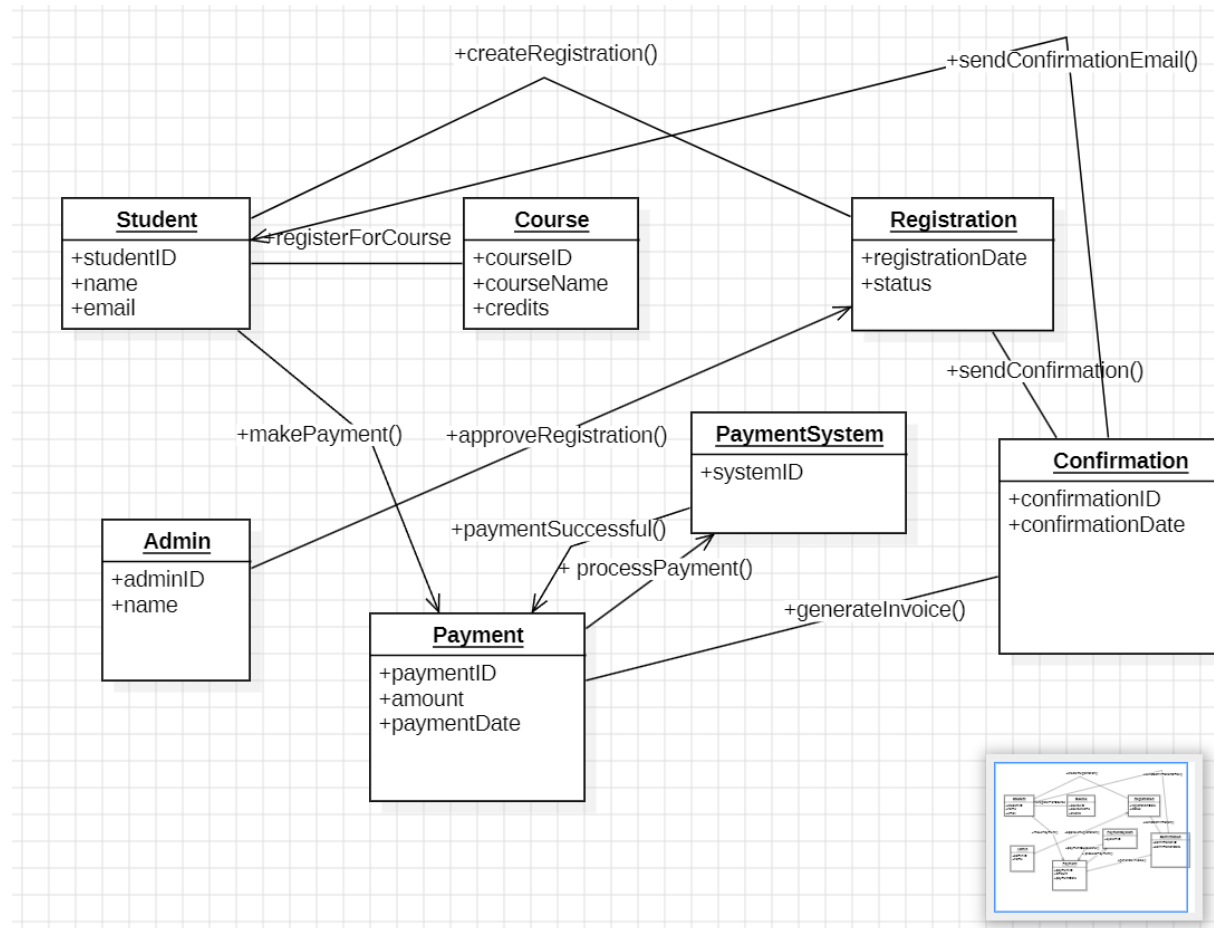 +createRegistration()
+sendConfirmationEmail()
Student
+studentID
+name
+email
+registerForCourse
Course
+courseID
+courseName
+credits
Registration
+registrationDate
+status
+sendConfirmation()
+makePayment()
+approveRegistration()
PaymentSystem
+systemID
Confirmation
+confirmationID
+confirmationDate
Admin
+adminID
+name
+paymentSuccessful()
+ processPayment()
+generateInvoice()
Payment
+paymentID
+amount
+paymentDate